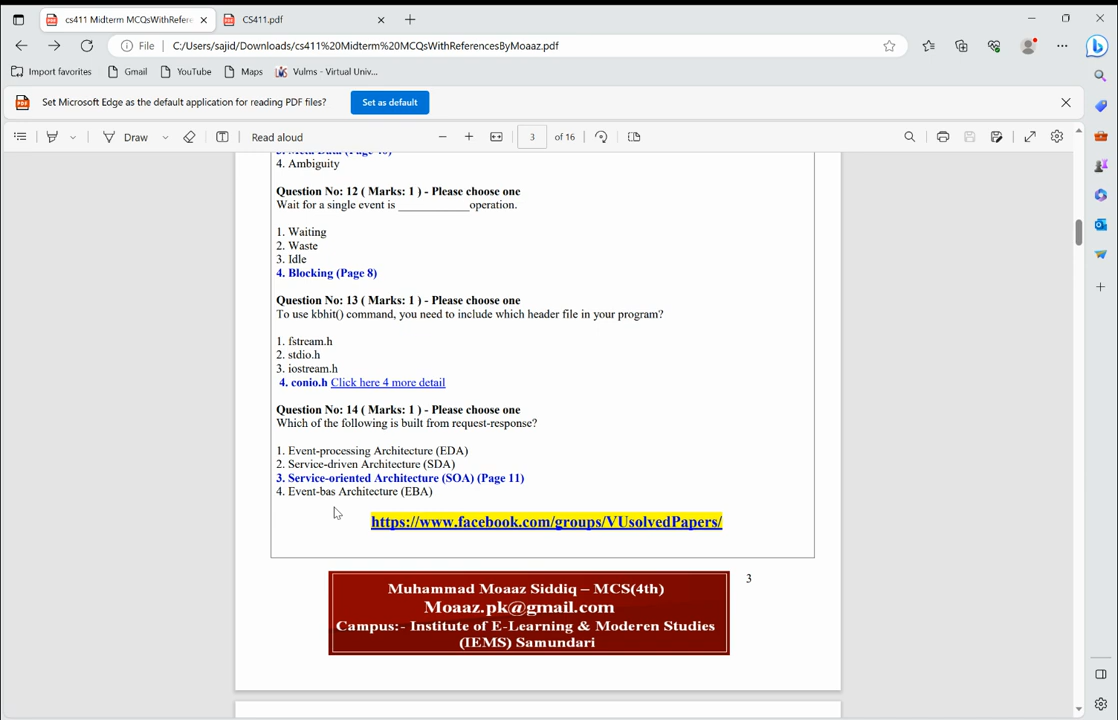 cs411 Midterm MCQsWithRefere
CS411.pdf
File
C:/Users/sajid/Downloads/cs411%20Midterm%20MCQsWithReferencesByMoaaz.pdf
Import favorites
Gmail
YouTube
Maps
Vulms - Virtual Univ...
Set Microsoft Edge as the default application for reading PDF files?
Set as default
Draw
Read aloud
3
of 16
3. Meta Data (Page 40)
4. Ambiguity
Question No: 12 ( Marks: 1 ) - Please choose one
Wait for a single event is ____________operation.
1. Waiting
2. Waste
3. Idle
4. Blocking (Page 8)
Question No: 13 ( Marks: 1 ) - Please choose one
To use kbhit() command, you need to include which header file in your program?
1. fstream.h
2. stdio.h
3. iostream.h
4. conio.h Click here 4 more detail
Question No: 14 ( Marks: 1 ) - Please choose one
Which of the following is built from request-response?
1. Event-processing Architecture (EDA)
2. Service-driven Architecture (SDA)
3. Service-oriented Architecture (SOA) (Page 11)
4. Event-bas Architecture (EBA)
https://www.facebook.com/groups/VUsolvedPapers/
3
Muhammad Moaaz Siddiq – MCS(4th)
Moaaz.pk@gmail.com
Campus:- Institute of E-Learning & Moderen Studies
(IEMS) Samundari